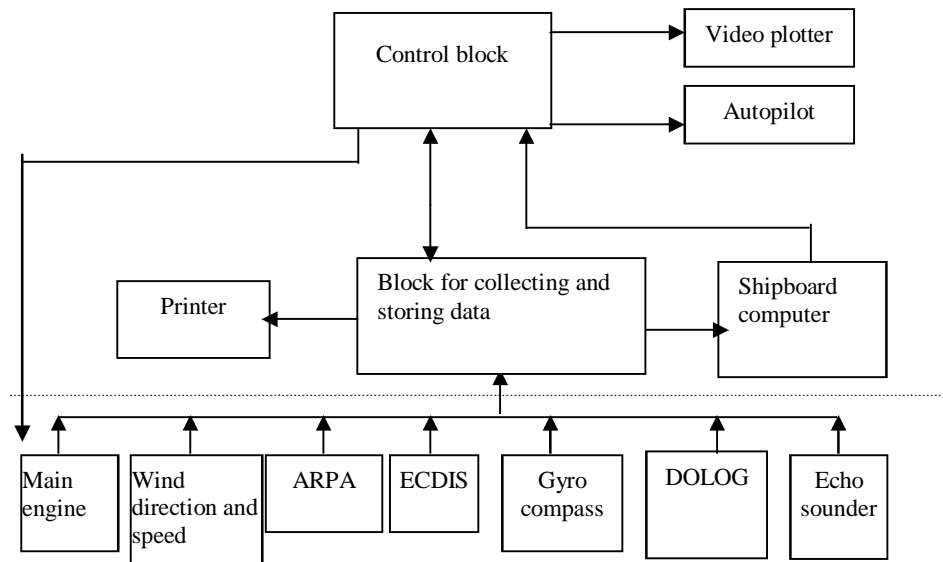 Video plotter
Control block
Autopilot
Block for collecting and
storing data
Printer
Shipboard
computer
Main
engine
Wind
direction and
speed
ARPA
ECDIS
Gyro
compass
DOLOG
Echo
sounder